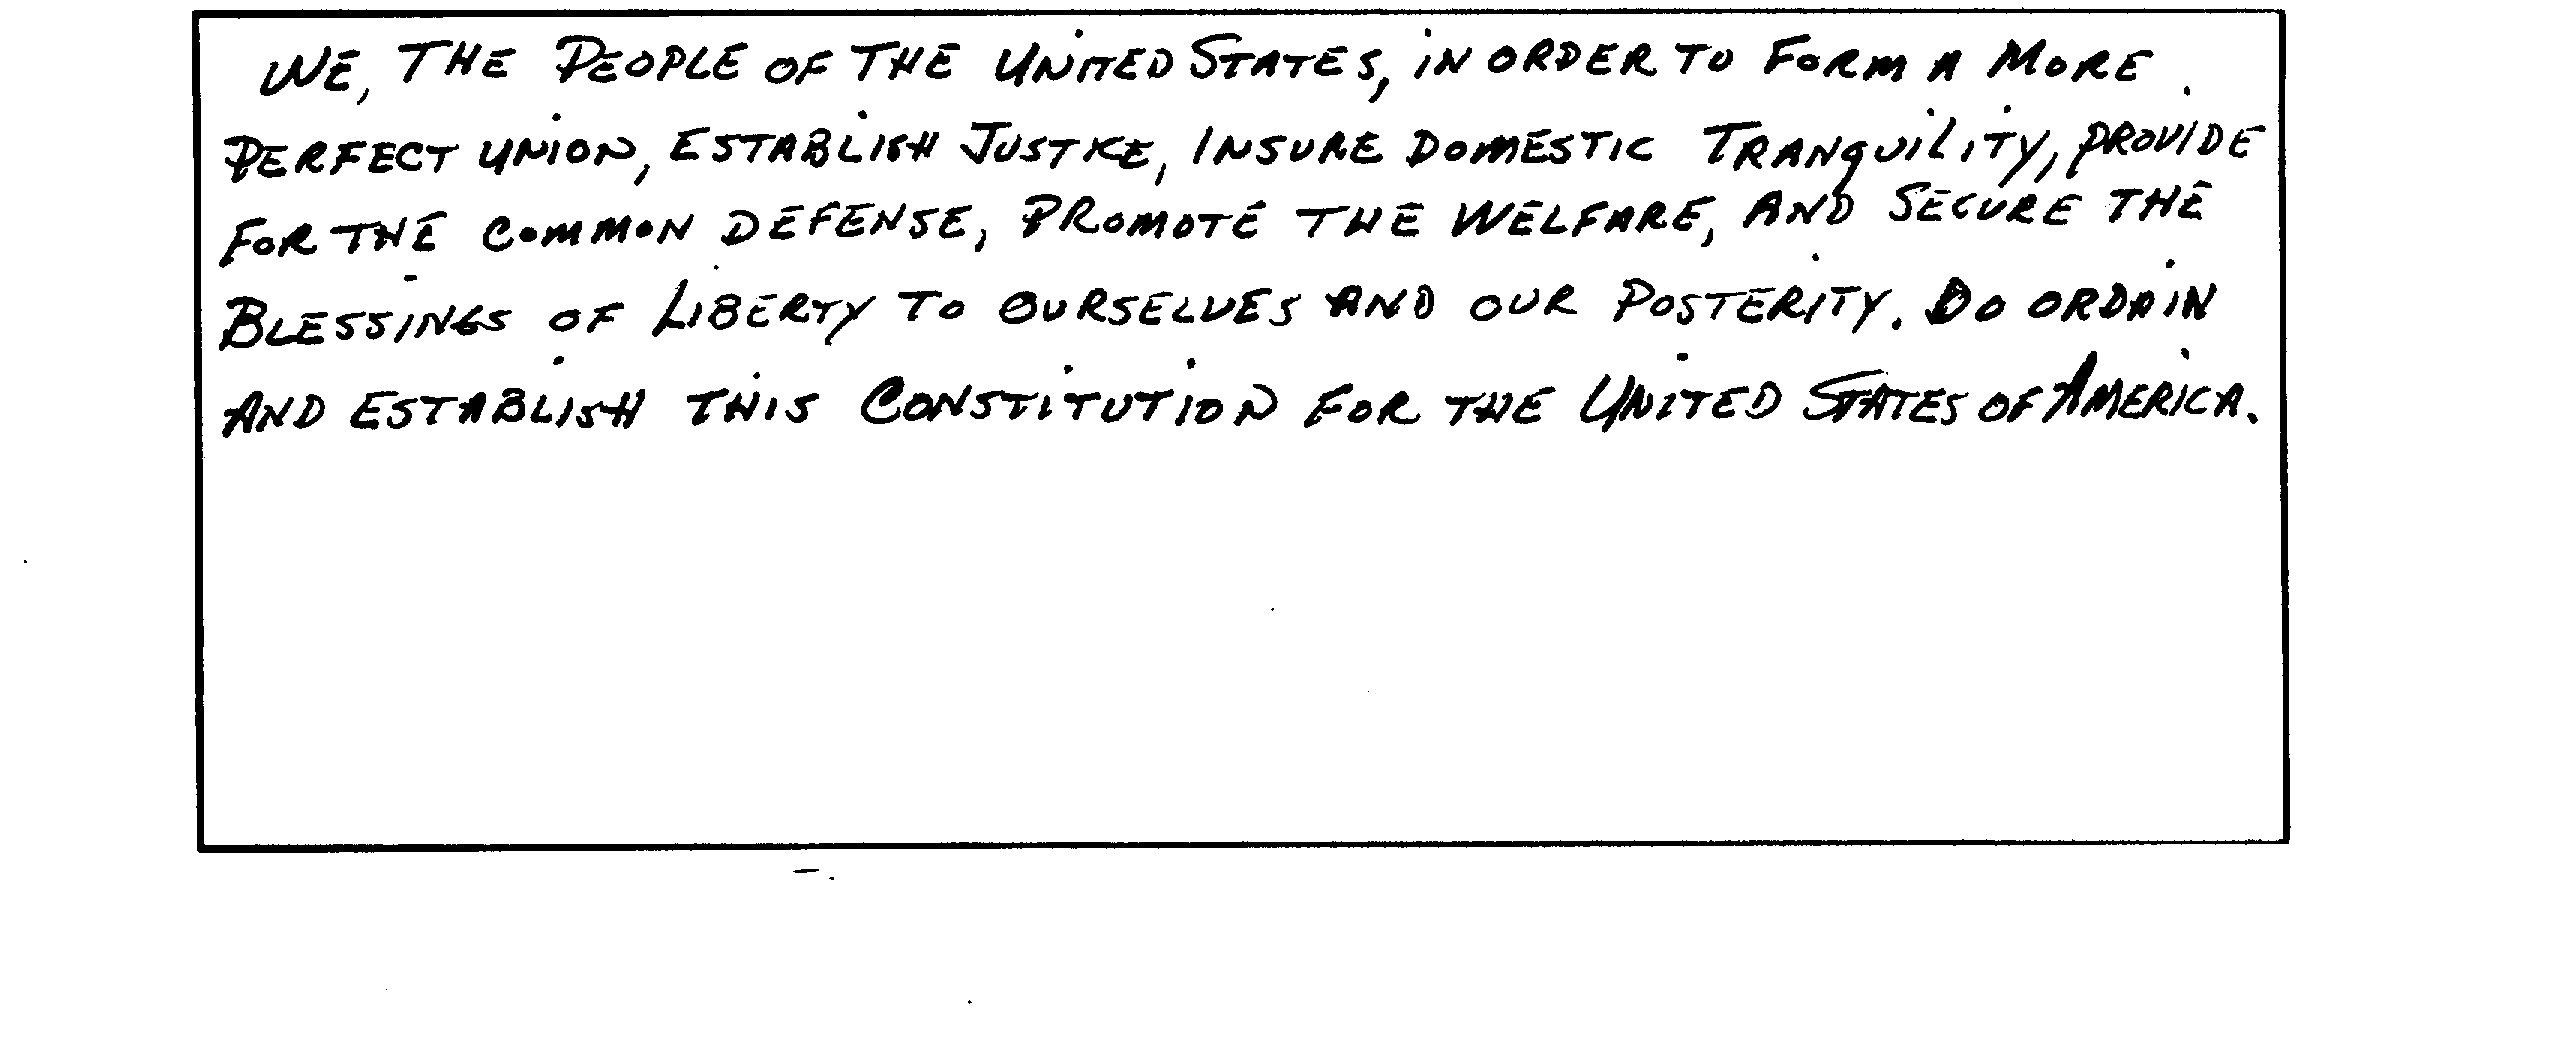 WE, THE PEOPLE OF THE UNITED STATES, IN ORDER TO FORM A MORE
PERFECT UNION, ESTABLISH JUSTICE, INSURE DOMESTIC TRANQUILITY, PROVIDE
FOR THE COMMON DEFENSE, PROMOTE THE WELFARE, AND SECURE THE
BLESSINGS OF LIBERTY TO OURSELVES AND OUR POSTERITY. DO ORDAIN
AND ESTABLISH THIS CONSTITUTION FOR THE UNITED STATES OF AMERICA.